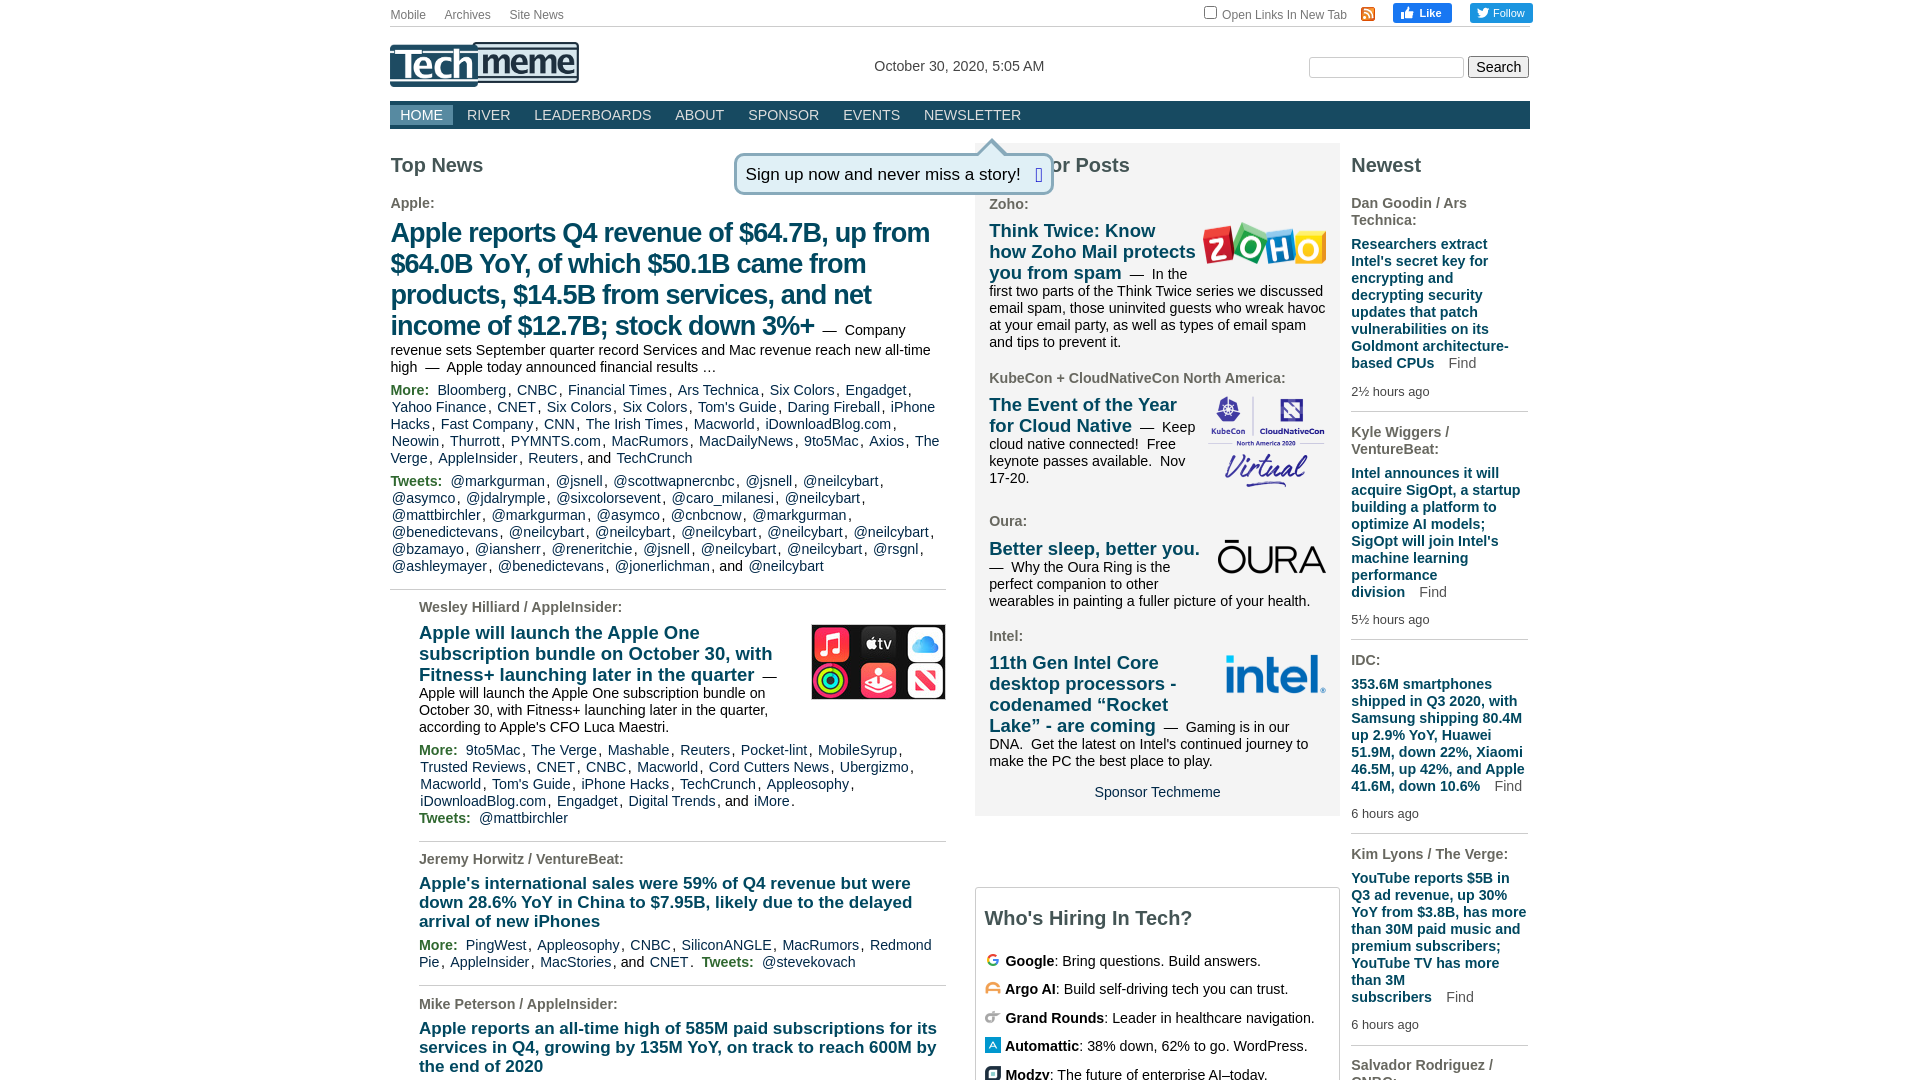 Mobile Archives Site News
Open Links In New Tab Like Follow
Techmeme
October 30, 2020, 5:05 AM
Search
HOME RIVER LEADERBOARDS ABOUT SPONSOR EVENTS NEWSLETTER
Sign up now and never miss a story!
Top News
Apple:
Apple reports Q4 revenue of $64.7B, up from
$64.0B YoY, of which $50.1B came from
products, $14.5B from services, and net
income of $12.7B; stock down 3%+ — Company
revenue sets September quarter record Services and Mac revenue reach new all-time
high — Apple today announced financial results …
More: Bloomberg, CNBC, Financial Times, Ars Technica, Six Colors, Engadget,
Yahoo Finance, CNET, Six Colors, Six Colors, Tom's Guide, Daring Fireball, iPhone
Hacks, Fast Company, CNN, The Irish Times, Macworld, iDownloadBlog.com,
Neowin, Thurrott, PYMNTS.com, MacRumors, MacDailyNews, 9to5Mac, Axios, The
Verge, AppleInsider, Reuters, and TechCrunch
Tweets: @markgurman, @jsnell, @scottwapnercnbc, @jsnell, @neilcybart,
@asymco, @jdalrymple, @sixcolorsevent, @caro_milanesi, @neilcybart,
@mattbirchler, @markgurman, @asymco, @cnbcnow, @markgurman,
@benedictevans, @neilcybart, @neilcybart, @neilcybart, @neilcybart, @neilcybart,
@bzamayo, @iansherr, @reneritchie, @jsnell, @neilcybart, @neilcybart, @rsgnl,
@ashleymayer, @benedictevans, @jonerlichman, and @neilcybart
Wesley Hilliard / AppleInsider:
Apple will launch the Apple One
subscription bundle on October 30, with
Fitness+ launching later in the quarter —
Apple will launch the Apple One subscription bundle on
October 30, with Fitness+ launching later in the quarter,
according to Apple's CFO Luca Maestri.
tv
More: 9to5Mac, The Verge, Mashable, Reuters, Pocket-lint, MobileSyrup,
Trusted Reviews, CNET, CNBC, Macworld, Cord Cutters News, Ubergizmo,
Macworld, Tom's Guide, iPhone Hacks, TechCrunch, Appleosophy,
iDownloadBlog.com, Engadget, Digital Trends, and iMore.
Tweets: @mattbirchler
Jeremy Horwitz / VentureBeat:
Apple's international sales were 59% of Q4 revenue but were
down 28.6% YoY in China to $7.95B, likely due to the delayed
arrival of new iPhones
More: PingWest, Appleosophy, CNBC, SiliconANGLE, MacRumors, Redmond
Pie, AppleInsider, MacStories, and CNET. Tweets: @stevekovach
Mike Peterson / AppleInsider:
Apple reports an all-time high of 585M paid subscriptions for its
services in Q4, growing by 135M YoY, on track to reach 600M by
the end of 2020
or Posts
Zoho:
Think Twice: Know
how Zoho Mail protects
you from spam — In the
first two parts of the Think Twice series we discussed
email spam, those uninvited guests who wreak havoc
at your email party, as well as types of email spam
and tips to prevent it.
ZOHO
KubeCon + CloudNativeCon North America:
The Event of the Year
for Cloud Native — Keep
cloud native connected! Free
keynote passes available. Nov
17-20.
KubeCon CloudNativeCon
North America 2020
Virtual
Oura:
Better sleep, better you.
— Why the Oura Ring is the
perfect companion to other
wearables in painting a fuller picture of your health.
ŌURA
Intel:
11th Gen Intel Core
desktop processors -
codenamed “Rocket
Lake” - are coming — Gaming is in our
DNA. Get the latest on Intel's continued journey to
make the PC the best place to play.
intel.
Sponsor Techmeme
Who's Hiring In Tech?
Google: Bring questions. Build answers.
Argo AI: Build self-driving tech you can trust.
Grand Rounds: Leader in healthcare navigation.
Automattic: 38% down, 62% to go. WordPress.
Modzy: The future of enterprise AI–today.
Newest
Dan Goodin / Ars
Technica:
Researchers extract
Intel's secret key for
encrypting and
decrypting security
updates that patch
vulnerabilities on its
Goldmont architecture-
based CPUs Find
2½ hours ago
Kyle Wiggers /
VentureBeat:
Intel announces it will
acquire SigOpt, a startup
building a platform to
optimize AI models;
SigOpt will join Intel's
machine learning
performance
division Find
5½ hours ago
IDC:
353.6M smartphones
shipped in Q3 2020, with
Samsung shipping 80.4M
up 2.9% YoY, Huawei
51.9M, down 22%, Xiaomi
46.5M, up 42%, and Apple
41.6M, down 10.6% Find
6 hours ago
Kim Lyons / The Verge:
YouTube reports $5B in
Q3 ad revenue, up 30%
YoY from $3.8B, has more
than 30M paid music and
premium subscribers;
YouTube TV has more
than 3M
subscribers Find
6 hours ago
Salvador Rodriguez /
CNBC: